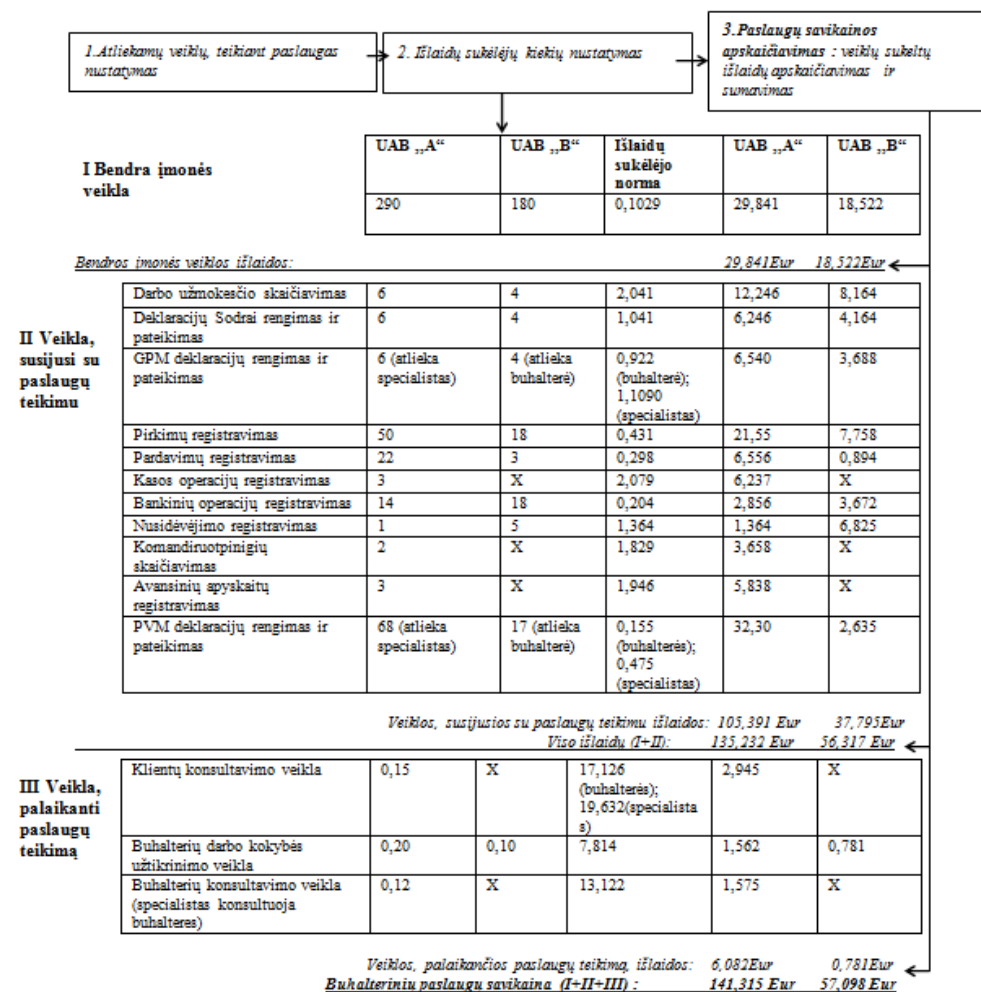 1.Atliekamų veiklų, teikiant paslaugas
nustatymas
2. Išlaidų sukėlėjų kiekių nustatymas
3.Paslaugų savikainos
apskaičiavimas : veiklų sukeltų
išlaidų apskaičiavimas ir
sumavimas
I Bendra įmonės
veikla
UAB „A“ UAB „B“ Išlaidų
sukėlėjo
norma UAB „A“ UAB „B“
290 180 0,1029 29,841 18,522
Bendros įmonės veiklos išlaidos: 29,841Eur 18,522Eur
II Veikla,
susijusi su
paslaugų
teikimu
Darbo užmokesčio skaičiavimas 6 4 2,041 12,246 8,164
Deklaracijų Sodrai rengimas ir
pateikimas 6 4 1,041 6,246 4,164
GPM deklaracijų rengimas ir
pateikimas 6 (atlieka
specialistas) 4 (atlieka
buhalterė) 0,922
(buhalterė);
1,1090
(specialistas) 6,540 3,688
Pirkimų registravimas 50 18 0,431 21,55 7,758
Pardavimų registravimas 22 3 0,298 6,556 0,894
Kasos operacijų registravimas 3 X 2,079 6,237 X
Bankinių operacijų registravimas 14 18 0,204 2,856 3,672
Nusidėvėjimo registravimas 1 5 1,364 1,364 6,825
Komandiruotpinigių
skaičiavimas 2 X 1,829 3,658 X
Avansinių apyskaitų
registravimas 3 X 1,946 5,838 X
PVM deklaracijų rengimas ir
pateikimas 68 (atlieka
specialistas) 17 (atlieka
buhalterė) 0,155
(buhalterės);
0,475
(specialistas) 32,30 2,635
Veiklos, susijusios su paslaugų teikimu išlaidos: 105,391 Eur 37,795Eur
Viso išlaidų (I+II): 135,232 Eur 56,317 Eur
III Veikla,
palaikanti
paslaugų
teikimą
Klientų konsultavimo veikla 0,15 X 17,126
(buhalterės);
19,632(specialista
s) 2,945 X
Buhalterių darbo kokybės
užtikrinimo veikla 0,20 0,10 7,814 1,562 0,781
Buhalterių konsultavimo veikla
(specialistas konsultuoja
buhalteres) 0,12 X 13,122 1,575 X
Veiklos, palaikančios paslaugų teikimą, išlaidos: 6,082Eur 0,781Eur
Buhalterinių paslaugų savikaina (I+II+III) : 141,315 Eur 57,098 Eur